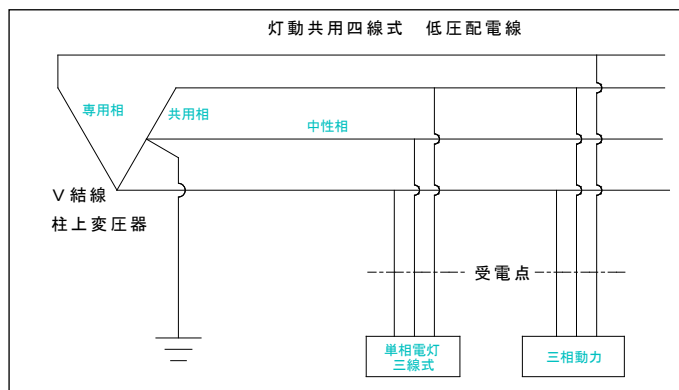 灯動共用四線式 低圧配電線
専用相
共用相
中性相
V結線
柱上変圧器
受電点
単相電灯
三線式
三相動力